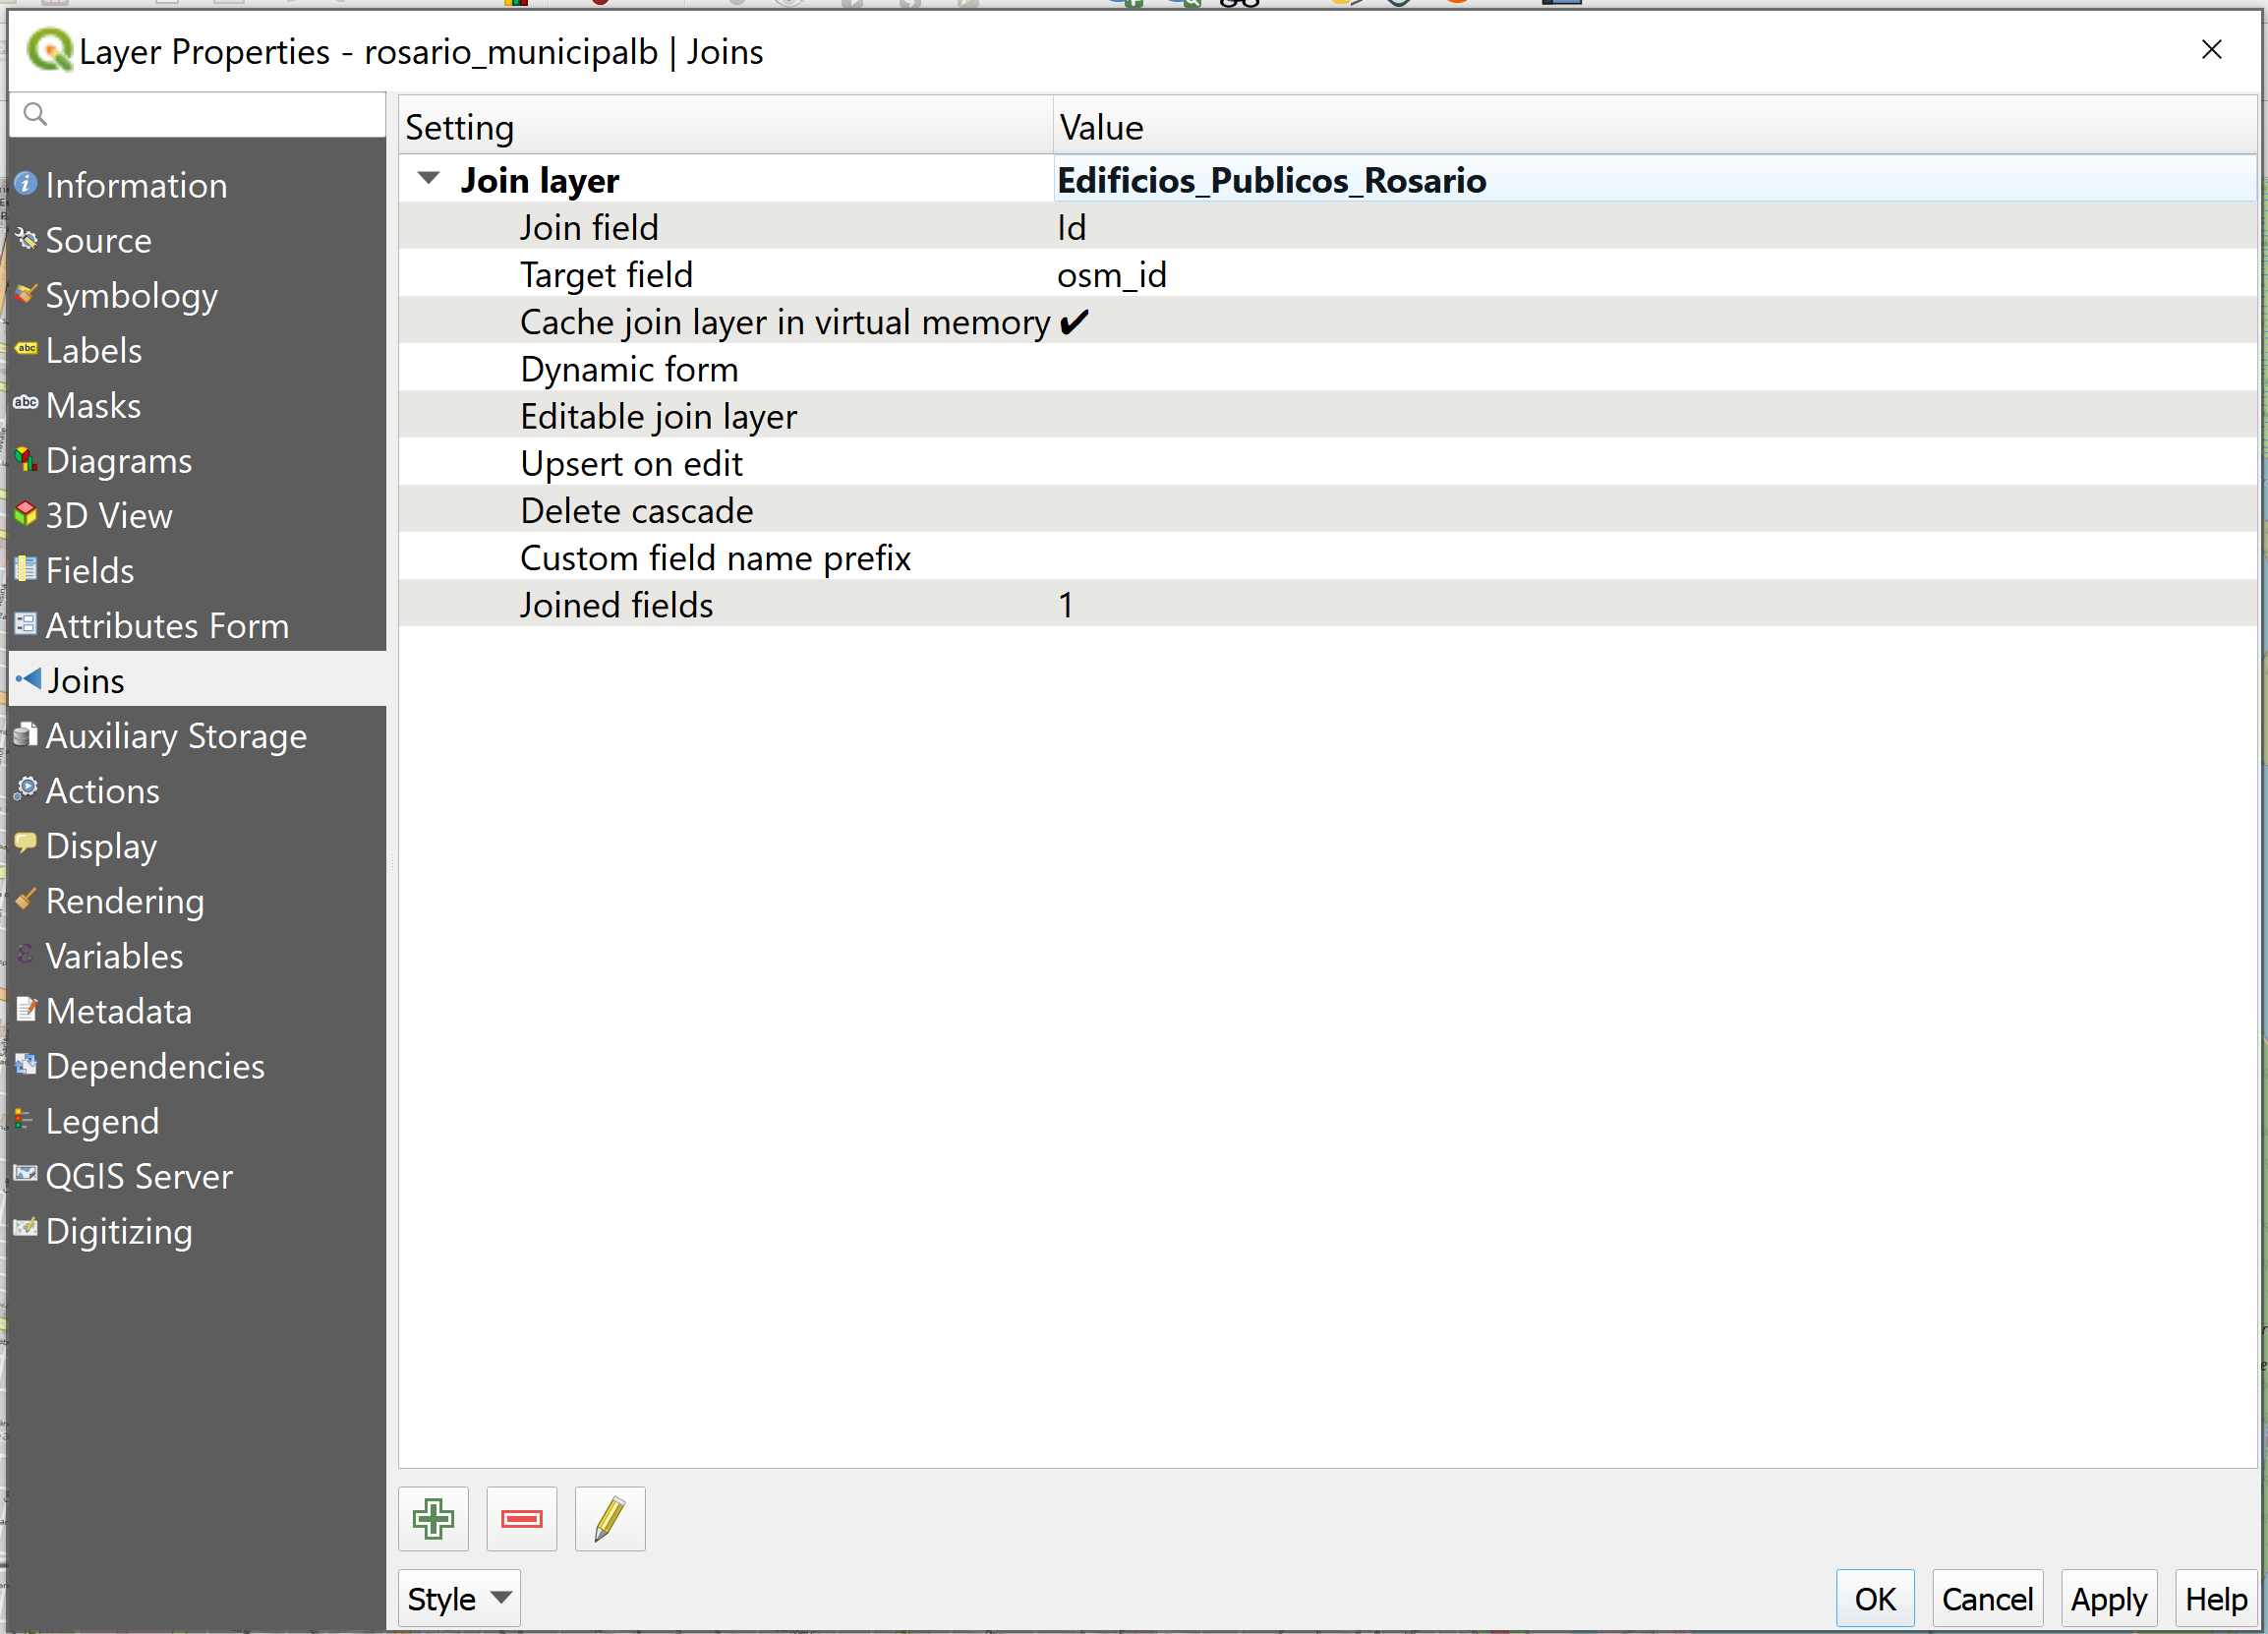 Layer Properties - rosario_municipalb | Joins
Setting Value
Join layer Edificios_Publicos_Rosario
Join field Id
Target field osm_id
Cache join layer in virtual memory ✔
Dynamic form
Editable join layer
Upsert on edit
Delete cascade
Custom field name prefix
Joined fields 1
Information
Source
Symbology
abc Labels
abc Masks
Diagrams
3D View
Fields
Attributes Form
Joins
Auxiliary Storage
Actions
Display
Rendering
Variables
Metadata
Dependencies
Legend
QGIS Server
Digitizing
Style
OK Cancel Apply Help